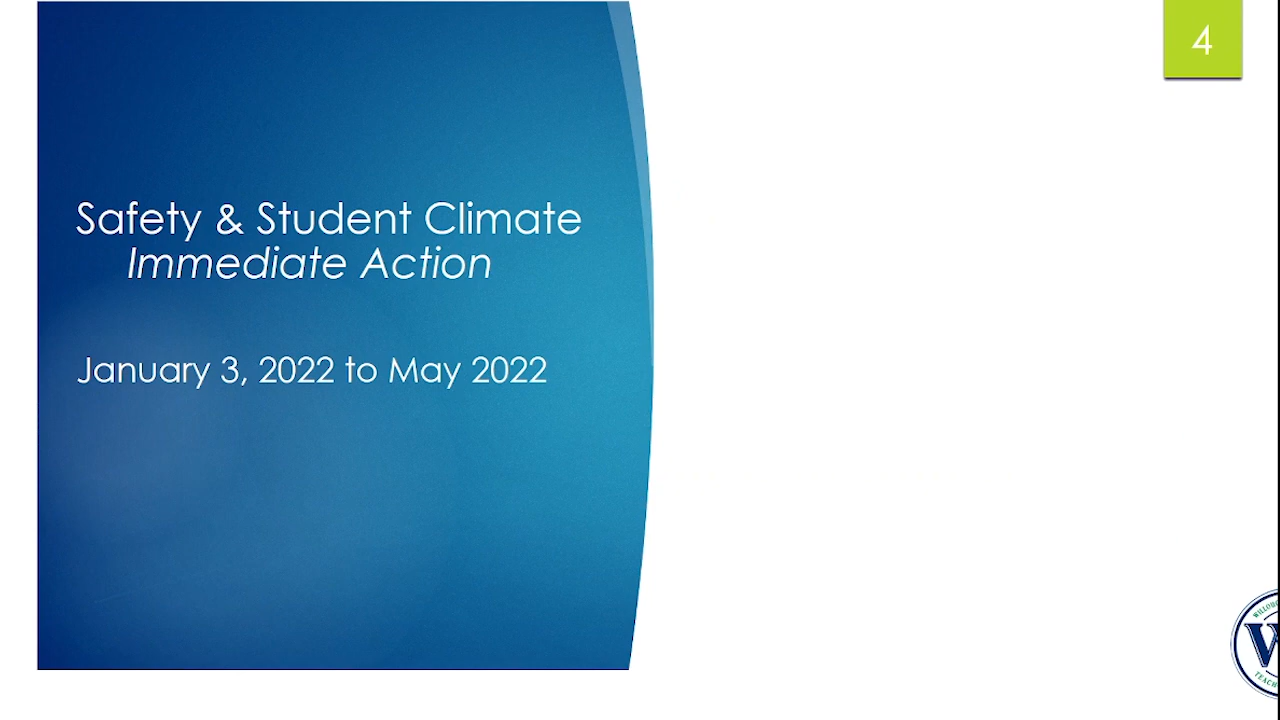 4
Safety & Student Climate
Immediate Action
January 3, 2022 to May 2022
W